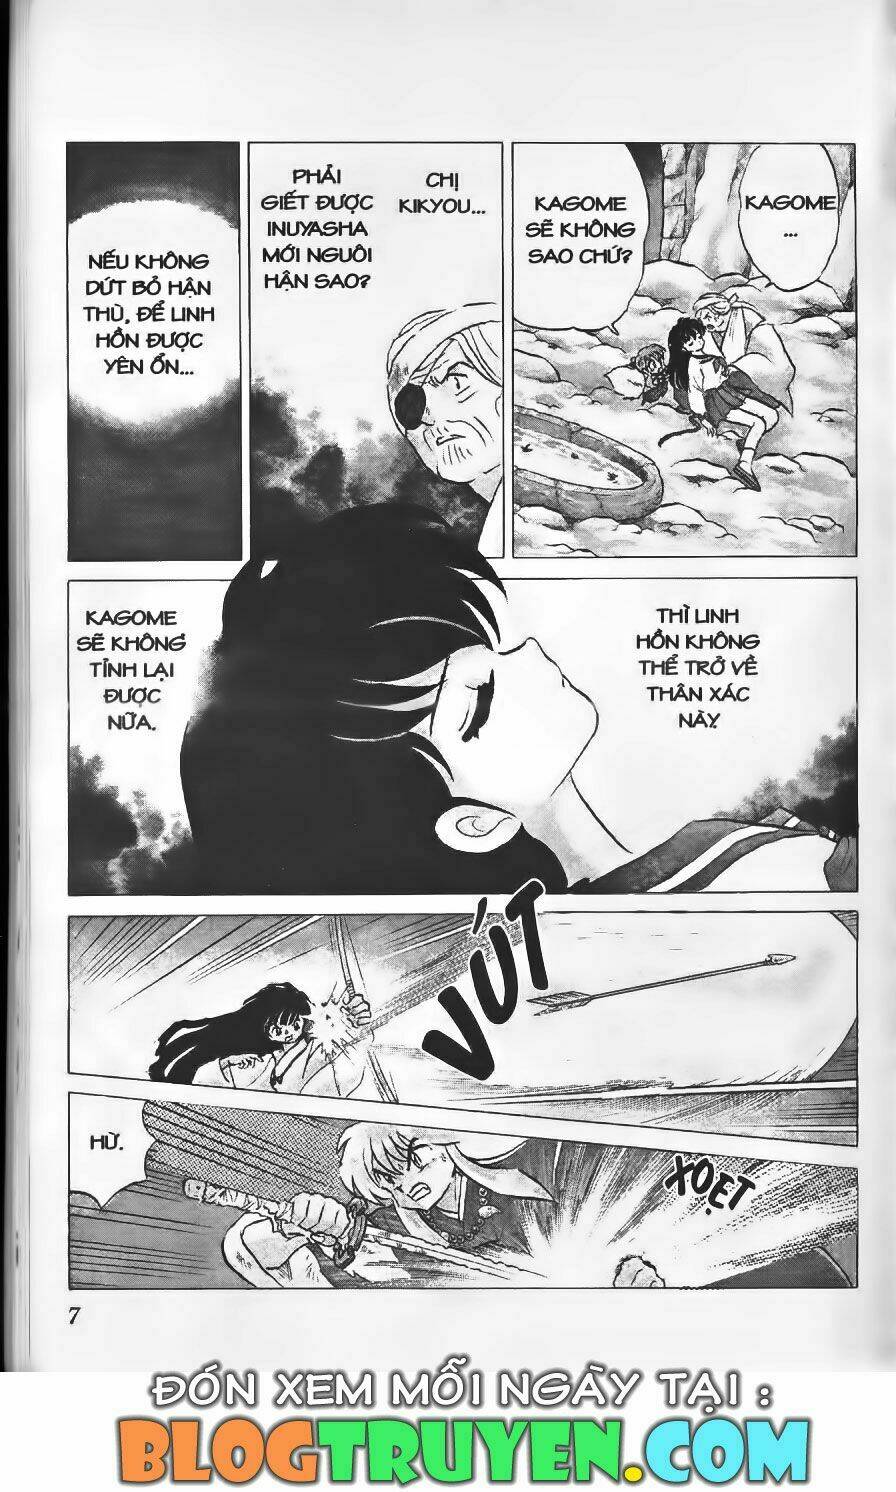 KAGOME
...
KAGOME
SẼ KHÔNG
SAO CHỨ?
CHỊ
KIKYOU...
PHẢI
GIẾT ĐƯỢC
INUYASHA
MỚI NGUÔI
HẬN SAO?
NẾU KHÔNG
DỨT BỎ HẬN
THÙ, ĐỂ LINH
HỒN ĐƯỢC
YÊN ỔN...
THÌ LINH
HỒN KHÔNG
THỂ TRỞ VỀ
THÂN XÁC
NÀY.
KAGOME
SẼ KHÔNG
TỈNH LẠI
ĐƯỢC
NỮA.
VÚT
HỪ.
XOẸT
7
ĐÓN XEM MỖI NGÀY TẠI :
BLOGTRUYEN.COM